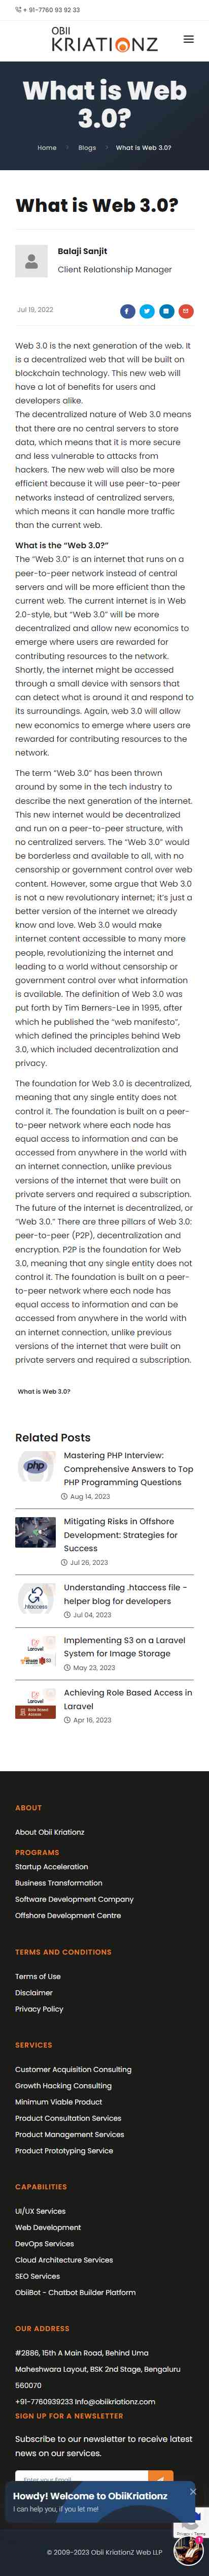 + 91-7760 93 92 33
OBII
KRIATIONZ
What is Web
3.0?
Home
Blogs
What is Web 3.0?
What is Web 3.0?
Balaji Sanjit
Client Relationship Manager
Jul 19, 2022
Web 3.0 is the next generation of the web. It
is a decentralized web that will be built on
blockchain technology. This new web will
have a lot of benefits for users and
developers alike.
The decentralized nature of Web 3.0 means
that there are no central servers to store
data, which means that it is more secure
and less vulnerable to attacks from
hackers. The new web will also be more
efficient because it will use peer-to-peer
networks instead of centralized servers,
which means it can handle more traffic
than the current web.
What is the “Web 3.0?”
The “Web 3.0” is an internet that runs on a
peer-to-peer network instead of central
servers and will be more efficient than the
current web. The current internet is in Web
2.0-style, but “Web 3.0” will be more
decentralized and allow new economics to
emerge where users are rewarded for
contributing resources to the network.
Shortly, the internet might be accessed
through a small device with sensors that
can detect what is around it and respond to
its surroundings. Again, web 3.0 will allow
new economics to emerge where users are
rewarded for contributing resources to the
network.
The term “Web 3.0” has been thrown
around by some in the tech industry to
describe the next generation of the internet.
This new internet would be decentralized
and run on a peer-to-peer structure, with
no centralized servers. The “Web 3.0” would
be borderless and available to all, with no
censorship or government control over web
content. However, some argue that Web 3.0
is not a new revolutionary internet; it’s just a
better version of the internet we already
know and love. Web 3.0 would make
internet content accessible to many more
people, revolutionizing the internet and
leading to a world without censorship or
government control over what information
is available. The definition of Web 3.0 was
put forth by Tim Berners-Lee in 1995, after
which he published the “web manifesto”,
which defined the principles behind Web
3.0, which included decentralization and
privacy.
The foundation for Web 3.0 is decentralized,
meaning that any single entity does not
control it. The foundation is built on a peer-
to-peer network where each node has
equal access to information and can be
accessed from anywhere in the world with
an internet connection, unlike previous
versions of the internet that were built on
private servers and required a subscription.
The future of the internet is decentralized, or
“Web 3.0.” There are three pillars of Web 3.0:
peer-to-peer (P2P), decentralization and
encryption. P2P is the foundation for Web
3.0, meaning that any single entity does not
control it. The foundation is built on a peer-
to-peer network where each node has
equal access to information and can be
accessed from anywhere in the world with
an internet connection, unlike previous
versions of the internet that were built on
private servers and required a subscription.
What is Web 3.0?
Related Posts
php
Mastering PHP Interview:
Comprehensive Answers to Top
PHP Programming Questions
Aug 14, 2023
Mitigating Risks in Offshore
Development: Strategies for
Success
Jul 26, 2023
.htaccess
Understanding .htaccess file -
helper blog for developers
Jul 04, 2023
Laravel
S3
Implementing S3 on a Laravel
System for Image Storage
May 23, 2023
Laravel
Role Based
Access
Achieving Role Based Access in
Laravel
Apr 16, 2023
ABOUT
About Obii Kriationz
PROGRAMS
Startup Acceleration
Business Transformation
Software Development Company
Offshore Development Centre
TERMS AND CONDITIONS
Terms of Use
Disclaimer
Privacy Policy
SERVICES
Customer Acquisition Consulting
Growth Hacking Consulting
Minimum Viable Product
Product Consultation Services
Product Management Services
Product Prototyping Service
CAPABILITIES
UI/UX Services
Web Development
DevOps Services
Cloud Architecture Services
SEO Services
ObiiBot - Chatbot Builder Platform
OUR ADDRESS
#2886, 15th A Main Road, Behind Uma
Maheshwara Layout, BSK 2nd Stage, Bengaluru
560070
+91-7760939233 Info@obiikriationz.com
SIGN UP FOR A NEWSLETTER
Subscribe to our newsletter to receive latest
news on our services.
Enter your Email
Howdy! Welcome to ObiiKriationz
I can help you, if you let me!
Privacy - Terms
1
© 2009-2023 Obii KriationZ Web LLP